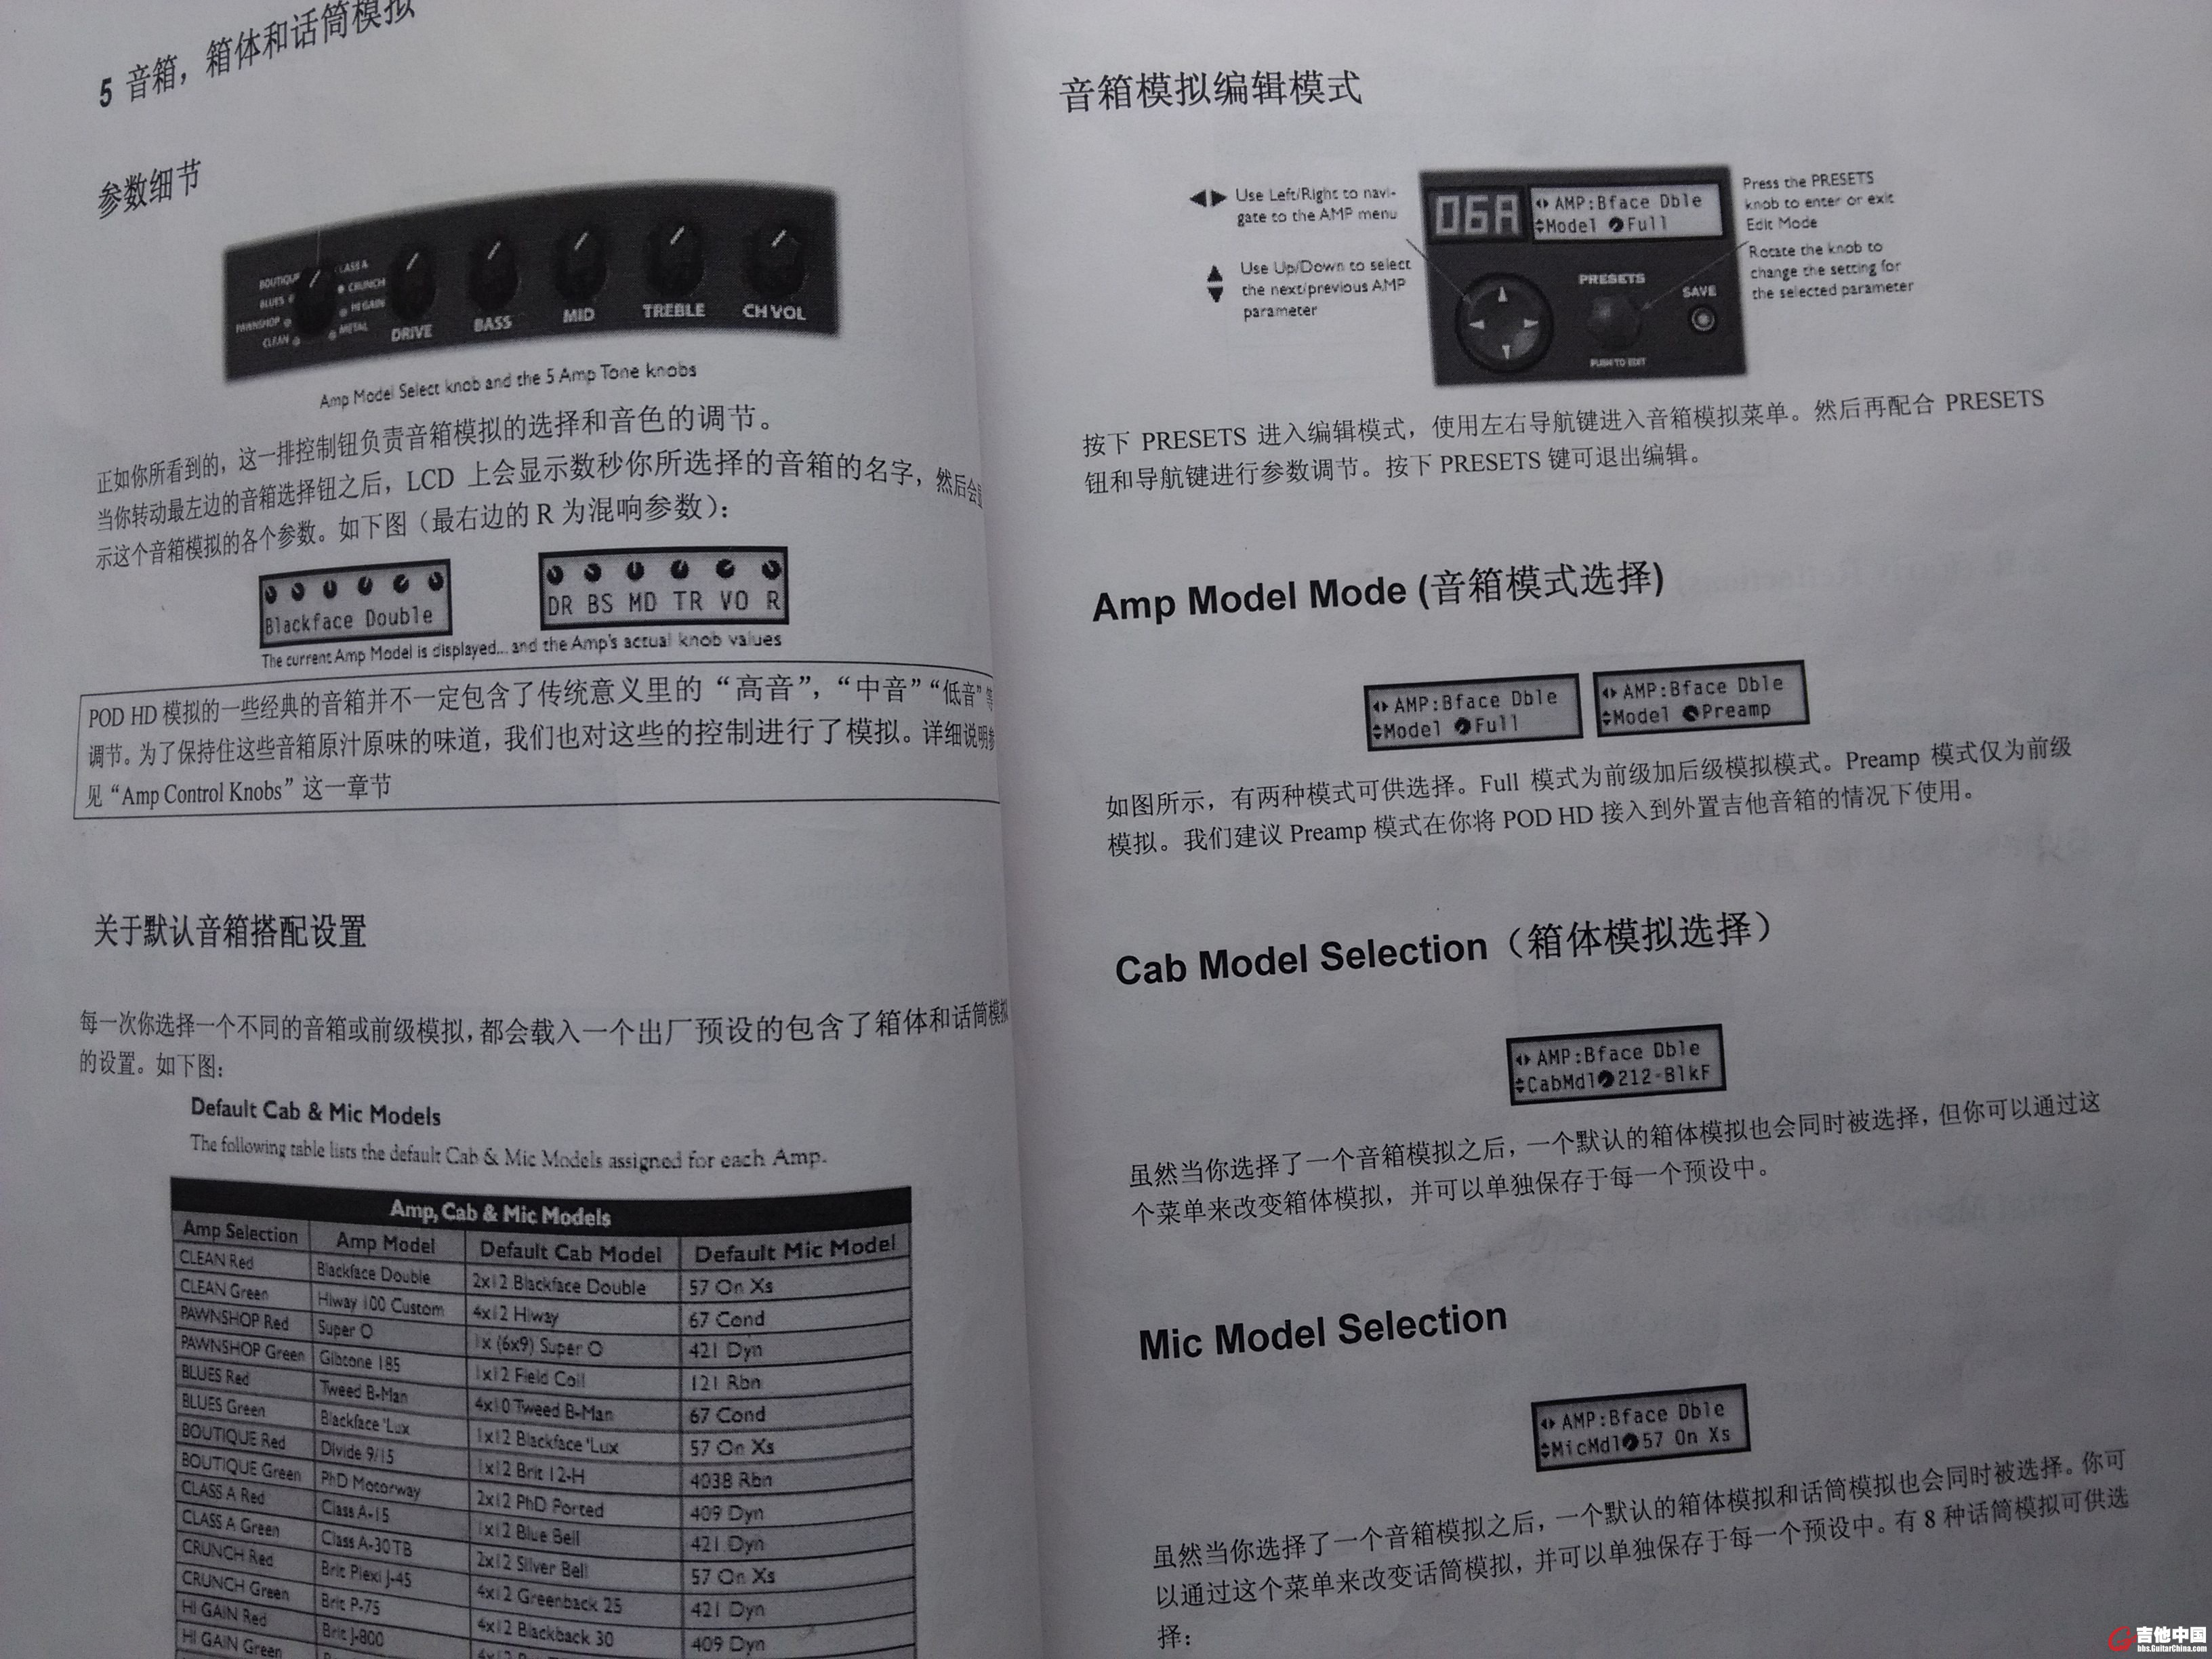 5 音箱，箱体和话筒模拟
参数细节
BOUTIQUE
CLASS A
BLUES
CRUNCH
PAWNSHOP
HI GAIN
CLEAN
METAL
DRIVE
BASS
MID
TREBLE
CH VOL
Amp Model Select knob and the 5 Amp Tone knobs
正如你所看到的，这一排控制钮负责音箱模拟的选择和音色的调节。
当你转动最左边的音箱选择钮之后，LCD 上会显示数秒你所选择的音箱的名字，然后会
示这个音箱模拟的各个参数。如下图（最右边的 R 为混响参数）：
Blackface Double
DR BS MD TR VO R
The current Amp Model is displayed... and the Amp's actual knob values
POD HD 模拟的一些经典的音箱并不一定包含了传统意义里的“高音”，“中音”“低音”等
调节。为了保持住这些音箱原汁原味的味道，我们也对这些的控制进行了模拟。详细说明参
见“Amp Control Knobs”这一章节
关于默认音箱搭配设置
每一次你选择一个不同的音箱或前级模拟，都会载入一个出厂预设的包含了箱体和话筒模拟
的设置。如下图：
Default Cab & Mic Models
The following table lists the default Cab & Mic Models assigned for each Amp.
Amp, Cab & Mic Models
Amp Selection Amp Model Default Cab Model Default Mic Model
CLEAN Red Blackface Double 2x12 Blackface Double 57 On Xs
CLEAN Green Hiway 100 Custom 4x12 Hiway 67 Cond
PAWNSHOP Red Super O 1x (6x9) Super O 421 Dyn
PAWNSHOP Green Gibtone 185 1x12 Field Coil 121 Rbn
BLUES Red Tweed B-Man 4x10 Tweed B-Man 67 Cond
BLUES Green Blackface 'Lux 1x12 Blackface 'Lux 57 On Xs
BOUTIQUE Red Divide 9/15 1x12 Brit 12-H 4038 Rbn
BOUTIQUE Green PhD Motorway 2x12 PhD Ported 409 Dyn
CLASS A Red Class A-15 1x12 Blue Bell 421 Dyn
CLASS A Green Class A-30 TB 2x12 Silver Bell 57 On Xs
CRUNCH Red Brit Plexi J-45 4x12 Greenback 25 421 Dyn
CRUNCH Green Brit P-75 4x12 Blackback 30 409 Dyn
HI GAIN Red Brit J-800
HI GAIN Green
音箱模拟编辑模式
Use Left/Right to navi-
gate to the AMP menu
Use Up/Down to select
the next/previous AMP
parameter
06A
AMP:Bface Dble
Model Full
PRESETS
SAVE
PUSH TO EDIT
Press the PRESETS
knob to enter or exit
Edit Mode
Rotate the knob to
change the setting for
the selected parameter
按下 PRESETS 进入编辑模式，使用左右导航键进入音箱模拟菜单。然后再配合 PRESETS
钮和导航键进行参数调节。按下 PRESETS 键可退出编辑。
Amp Model Mode (音箱模式选择)
AMP:Bface Dble
Model Full
AMP:Bface Dble
Model Preamp
如图所示，有两种模式可供选择。Full 模式为前级加后级模拟模式。Preamp 模式仅为前级
模拟。我们建议 Preamp 模式在你将 POD HD 接入到外置吉他音箱的情况下使用。
Cab Model Selection（箱体模拟选择）
AMP:Bface Dble
CabMdl 212-BlkF
虽然当你选择了一个音箱模拟之后，一个默认的箱体模拟也会同时被选择，但你可以通过这
个菜单来改变箱体模拟，并可以单独保存于每一个预设中。
Mic Model Selection
AMP:Bface Dble
MicMdl 57 On Xs
虽然当你选择了一个音箱模拟之后，一个默认的箱体模拟和话筒模拟也会同时被选择。你可
以通过这个菜单来改变话筒模拟，并可以单独保存于每一个预设中。有 8 种话筒模拟可供选
择：
吉他中国
bbs.GuitarChina.com